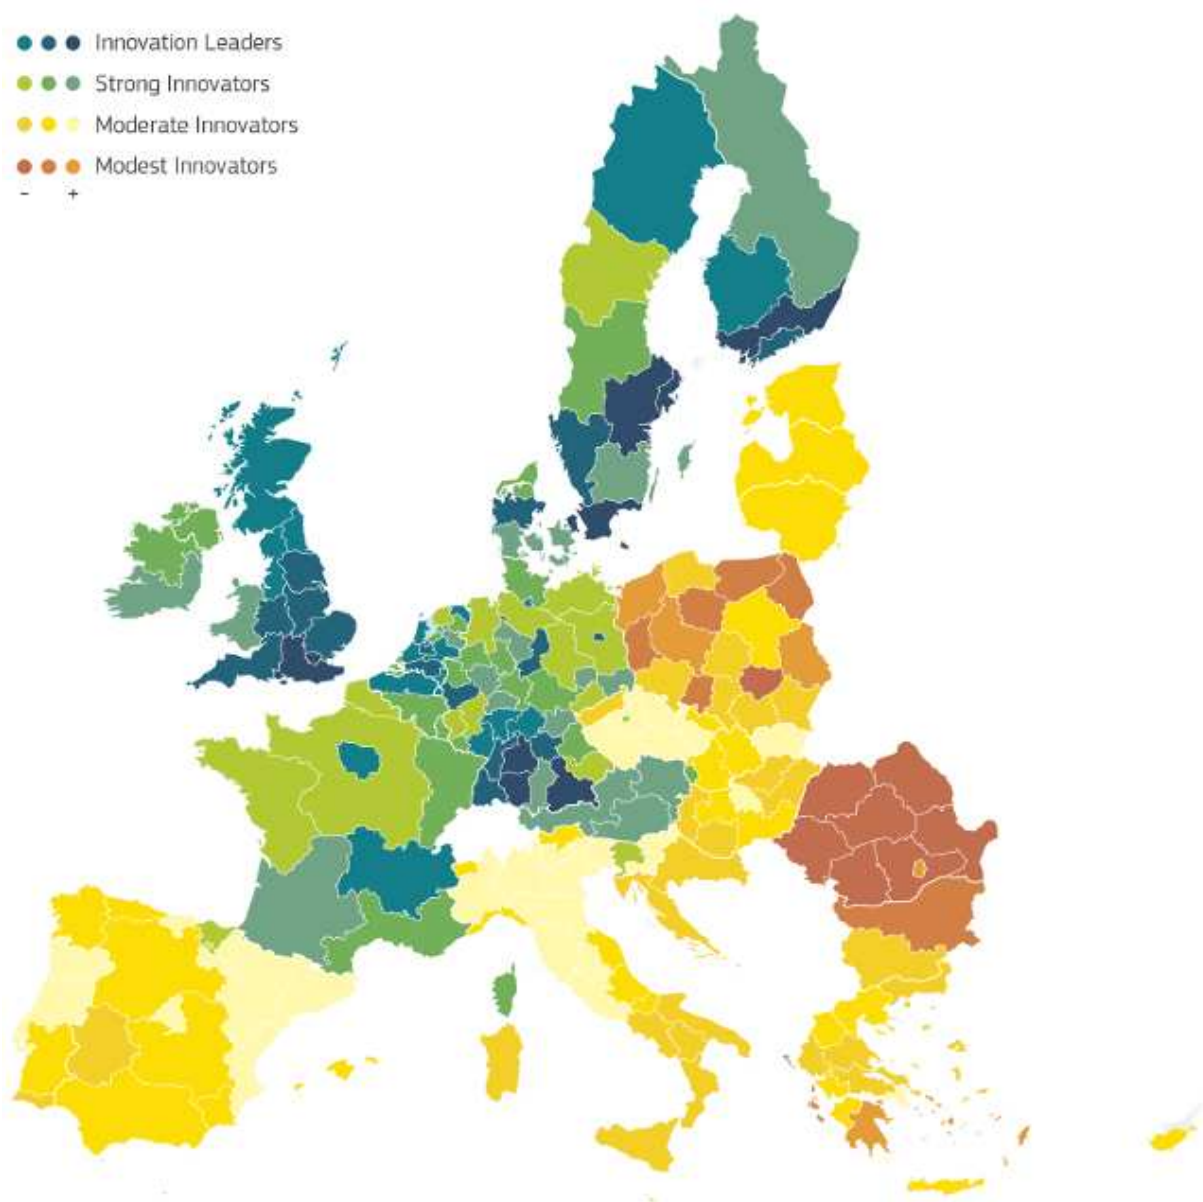 Innovation Leaders
Strong Innovators
Moderate Innovators
Modest Innovators
- +